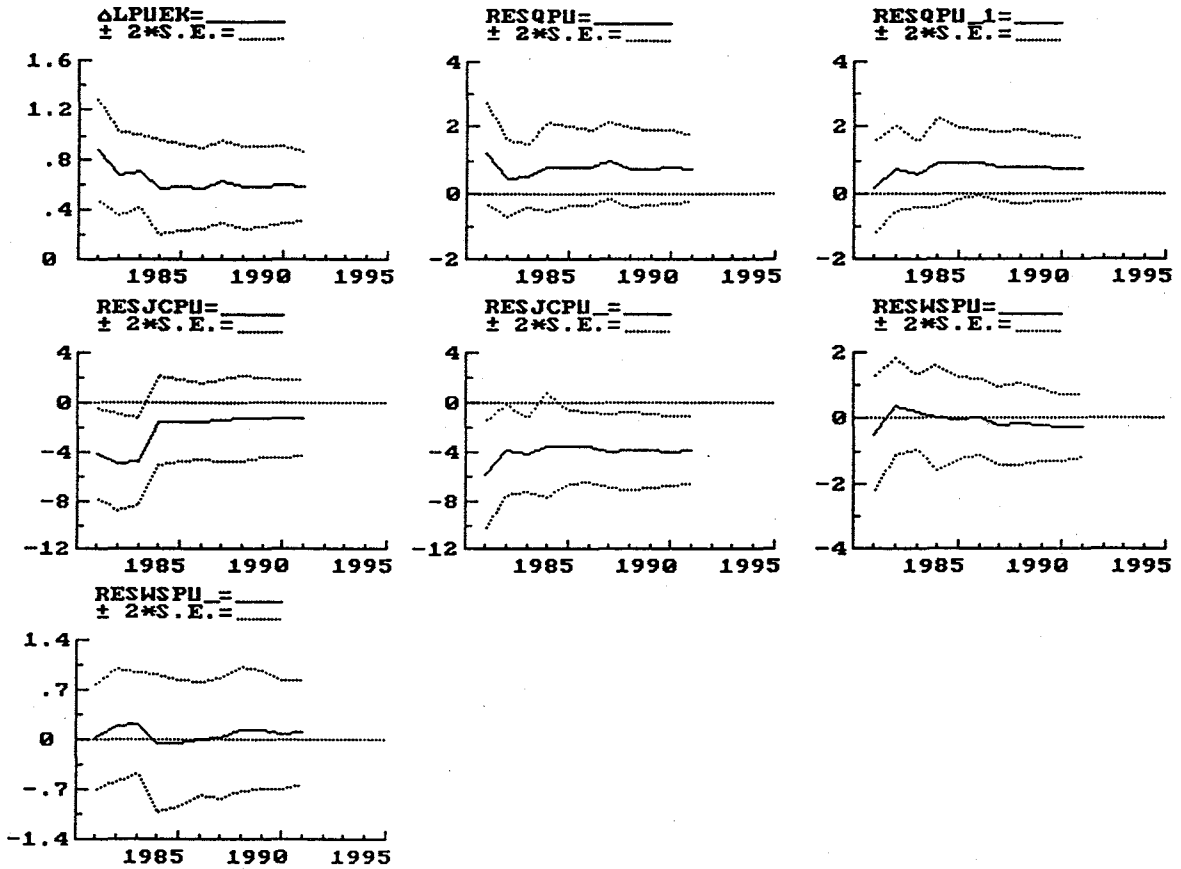 ΔLPUEK=
± 2*S.E.=
1.6
1.2
.8
.4
0
1985 1990 1995
RESQPU=
± 2*S.E.=
4
2
0
-2
1985 1990 1995
RESQPU_1=
± 2*S.E.=
4
2
0
-2
1985 1990 1995
RESJCPU=
± 2*S.E.=
4
0
-4
-8
-12
1985 1990 1995
RESJCPU_=
± 2*S.E.=
4
0
-4
-8
-12
1985 1990 1995
RESWSPU=
± 2*S.E.=
2
0
-2
-4
1985 1990 1995
RESWSPU_=
± 2*S.E.=
1.4
.7
0
-.7
-1.4
1985 1990 1995